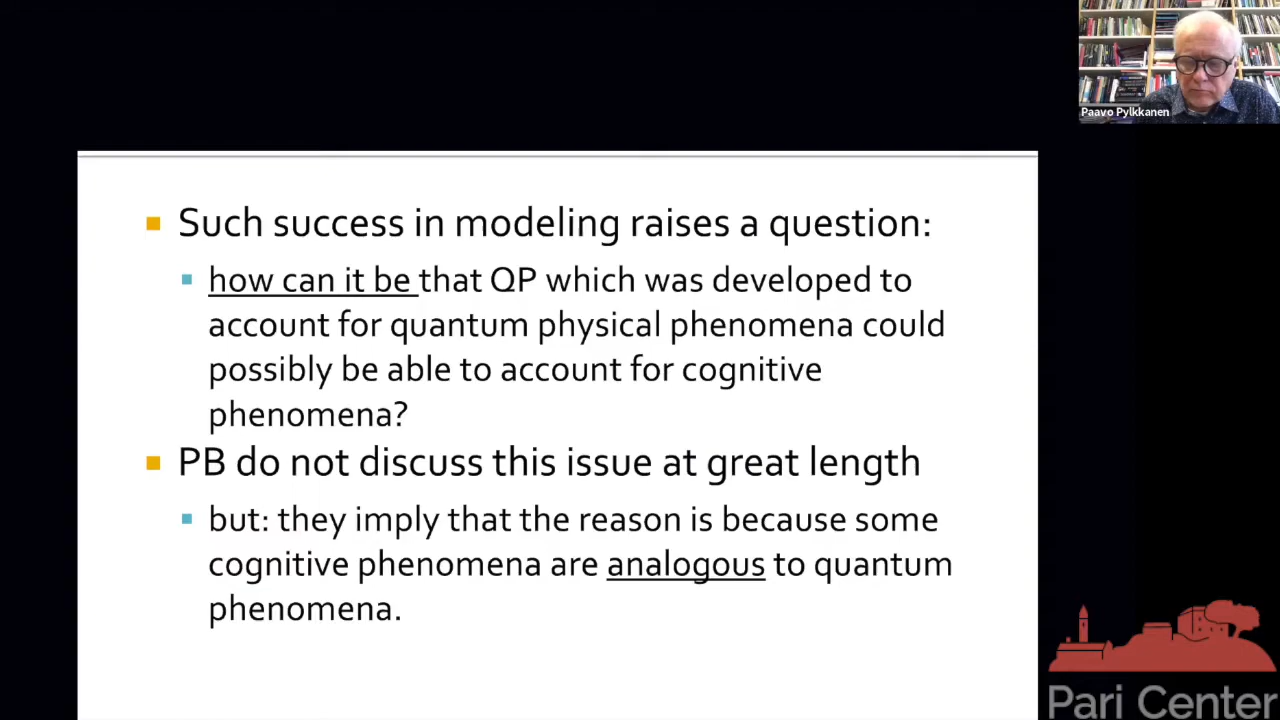 Paavo Pylkkanen
Such success in modeling raises a question:
how can it be that QP which was developed to
account for quantum physical phenomena could
possibly be able to account for cognitive
phenomena?
PB do not discuss this issue at great length
but: they imply that the reason is because some
cognitive phenomena are analogous to quantum
phenomena.
Pari Center